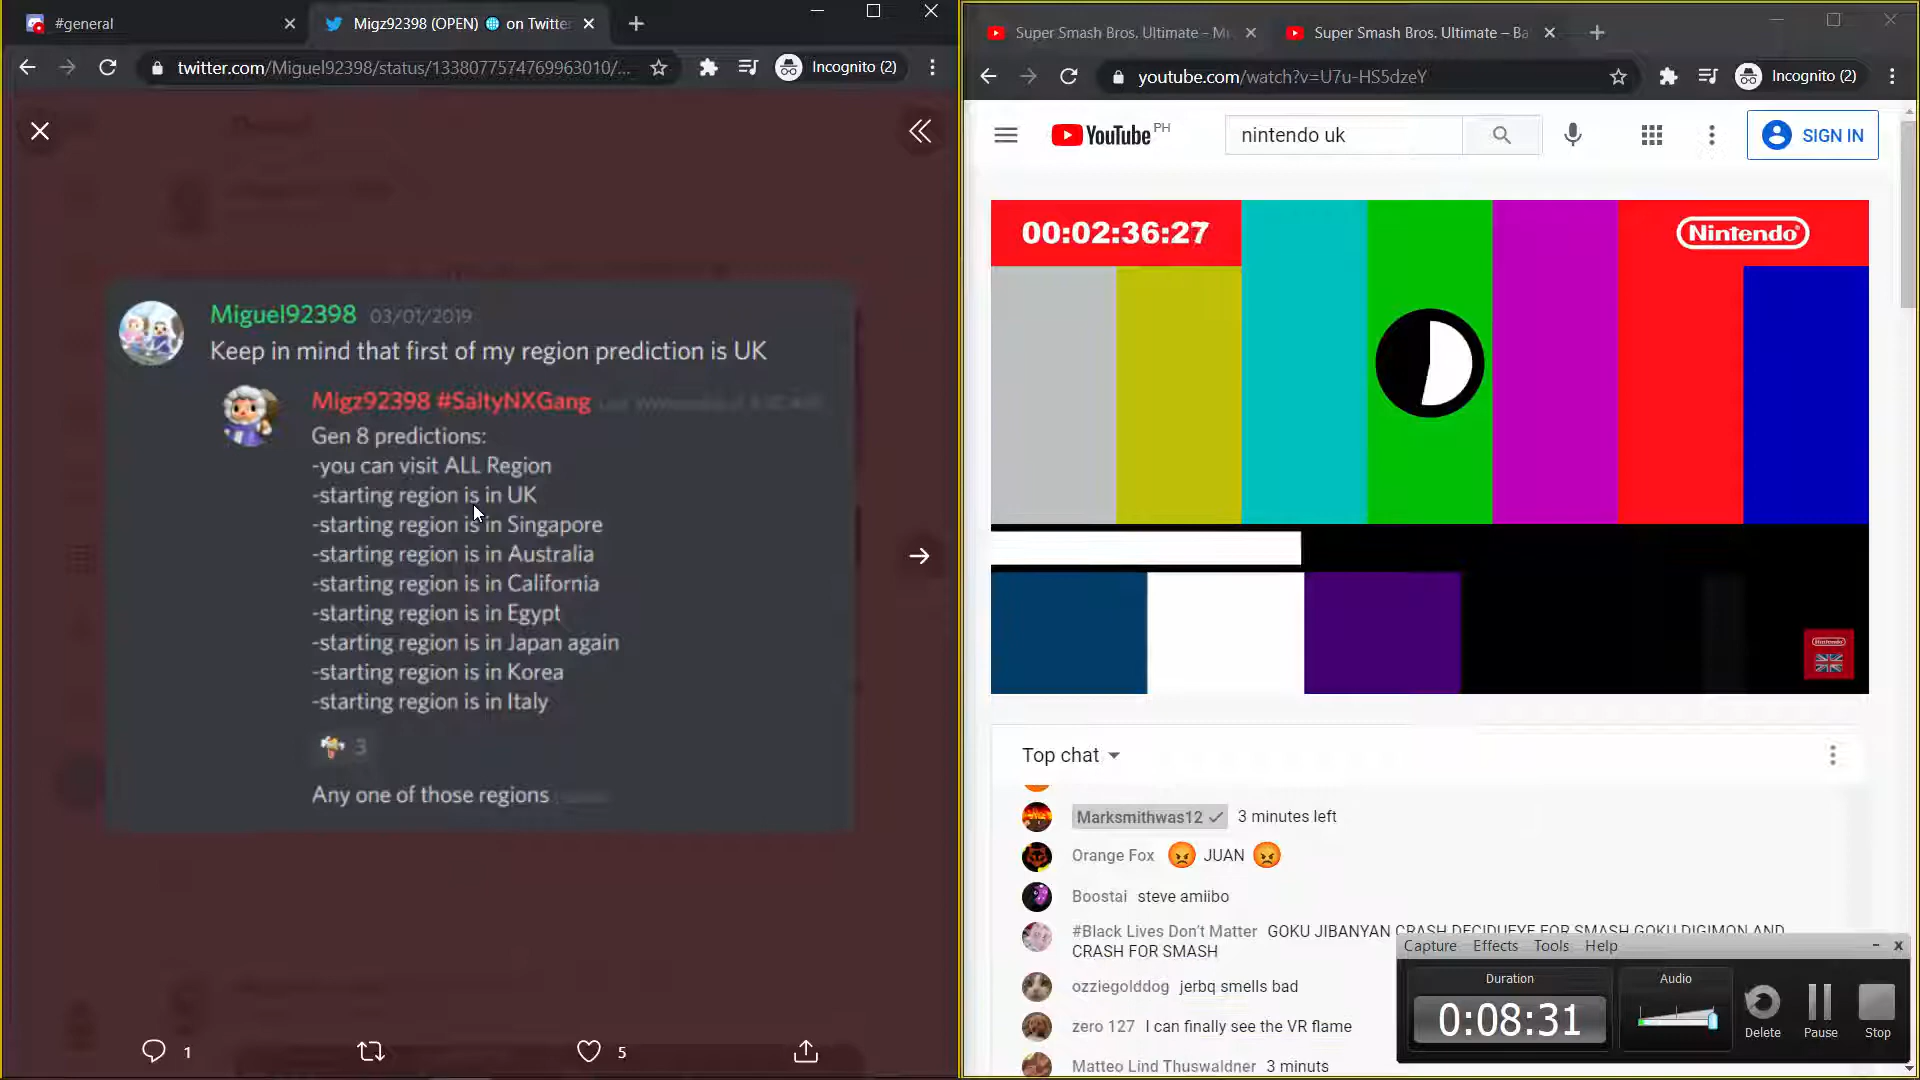 #general
Migz92398 (OPEN) 🌐 on Twitte
twitter.com/Miguel92398/status/1338077574769963010/...
Incognito (2)
Miguel92398 03/01/2019
Keep in mind that first of my region prediction is UK
Migz92398 #SaltyNXGang
Gen 8 predictions:
-you can visit ALL Region
-starting region is in UK
-starting region is in Singapore
-starting region is in Australia
-starting region is in California
-starting region is in Egypt
-starting region is in Japan again
-starting region is in Korea
-starting region is in Italy
3
Any one of those regions
1
5
Super Smash Bros. Ultimate – M
Super Smash Bros. Ultimate – Ba
youtube.com/watch?v=U7u-HS5dzeY
Incognito (2)
YouTube PH
nintendo uk
SIGN IN
00:02:36:27
Nintendo
Nintendo
Top chat
Marksmithwas12 3 minutes left
Orange Fox 😡 JUAN 😡
Boostai steve amiibo
#Black Lives Don't Matter GOKU JIBANYAN CRASH DECIDUEYE FOR SMASH GOKU DIGIMON AND
CRASH FOR SMASH
ozziegolddog jerbq smells bad
zero 127 I can finally see the VR flame
Matteo Lind Thuswaldner 3 minuts
Capture Effects Tools Help
Duration
Audio
0:08:31
Delete
Pause
Stop